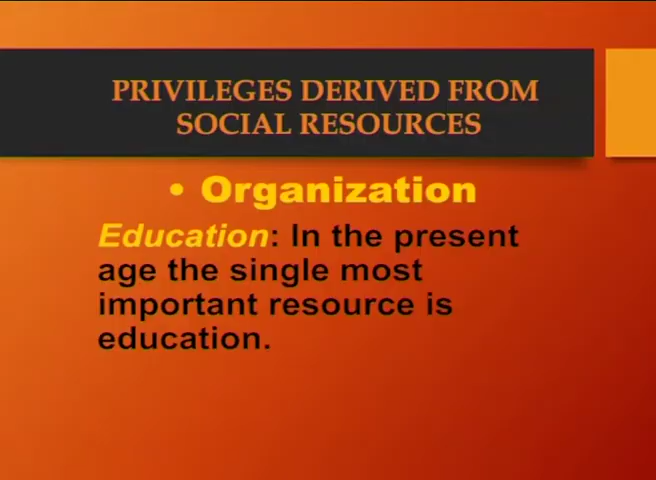 PRIVILEGES DERIVED FROM
SOCIAL RESOURCES
• Organization
Education: In the present
age the single most
important resource is
education.